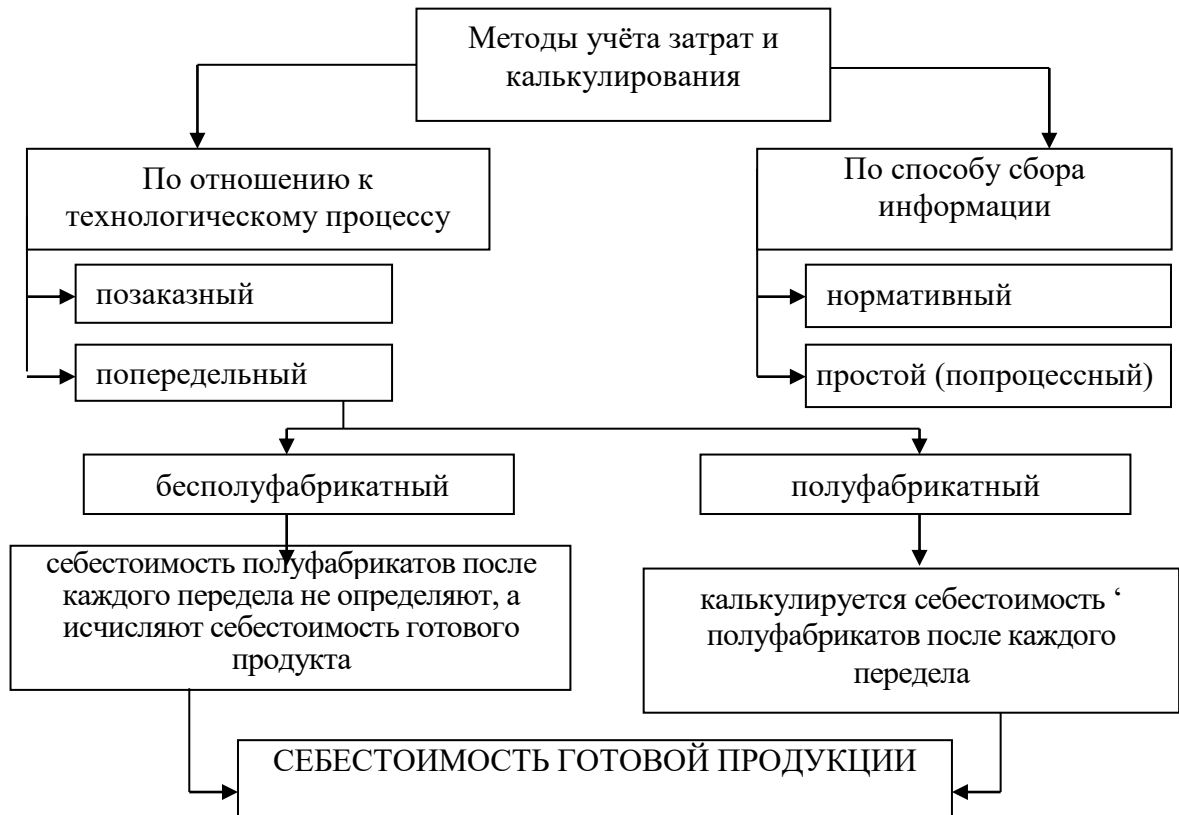 Методы учёта затрат и
калькулирования
По отношению к
технологическому процессу
По способу сбора
информации
позаказный
нормативный
попередельный
простой (попроцессный)
бесполуфабрикатный
полуфабрикатный
себестоимость полуфабрикатов после
каждого передела не определяют, а
исчисляют себестоимость готового
продукта
калькулируется себестоимость ‘
полуфабрикатов после каждого
передела
СЕБЕСТОИМОСТЬ ГОТОВОЙ ПРОДУКЦИИ